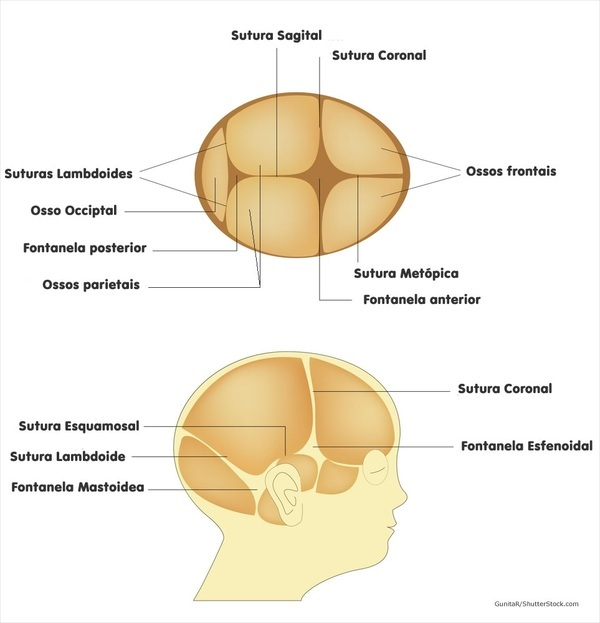 Sutura Sagital
Sutura Coronal
Suturas Lambdoides
Ossos frontais
Osso Occiptal
Fontanela posterior
Sutura Metópica
Ossos parietais
Fontanela anterior
Sutura Coronal
Sutura Esquamosal
Fontanela Esfenoidal
Sutura Lambdoide
Fontanela Mastoidea
GunitaR/ShutterStock.com